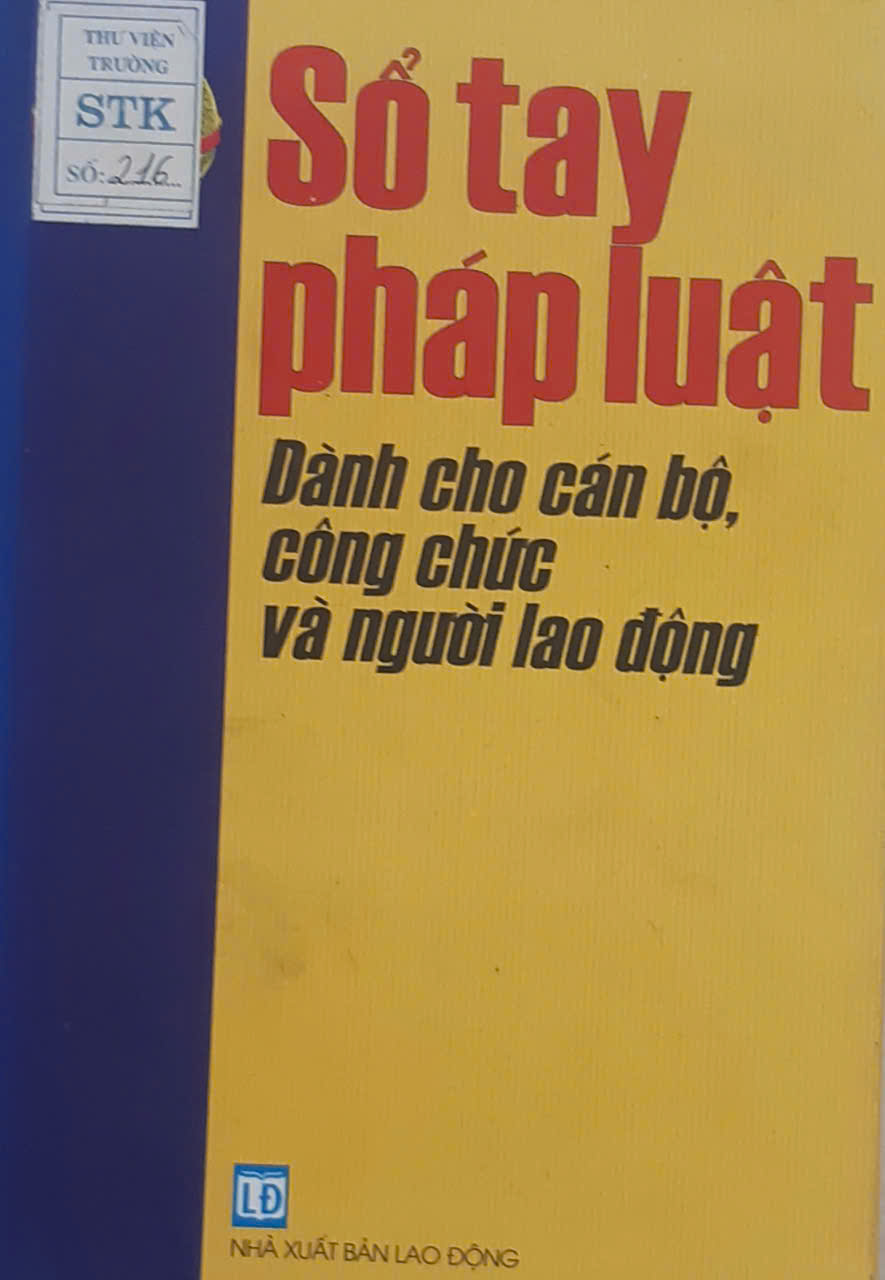 THƯ VIỆN
TRƯỜNG
STK
SỐ: 216
Sổ tay
pháp luật
Dành cho cán bộ,
công chức
và người lao động
LĐ
NHÀ XUẤT BẢN LAO ĐỘNG